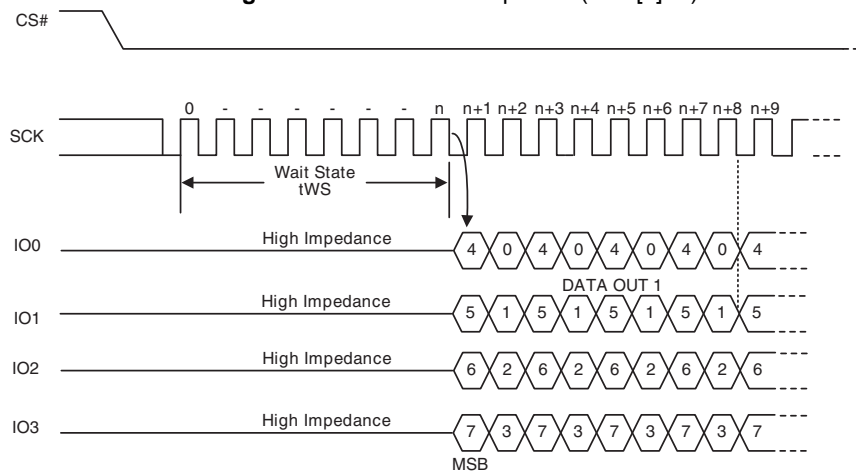 CS#
0 - - - - - - n n+1 n+2 n+3 n+4 n+5 n+6 n+7 n+8 n+9
SCK
Wait State
tWS
IO0 High Impedance 4 0 4 0 4 0 4 0 4
DATA OUT 1
IO1 High Impedance 5 1 5 1 5 1 5 1 5
IO2 High Impedance 6 2 6 2 6 2 6 2 6
IO3 High Impedance 7 3 7 3 7 3 7 3 7
MSB